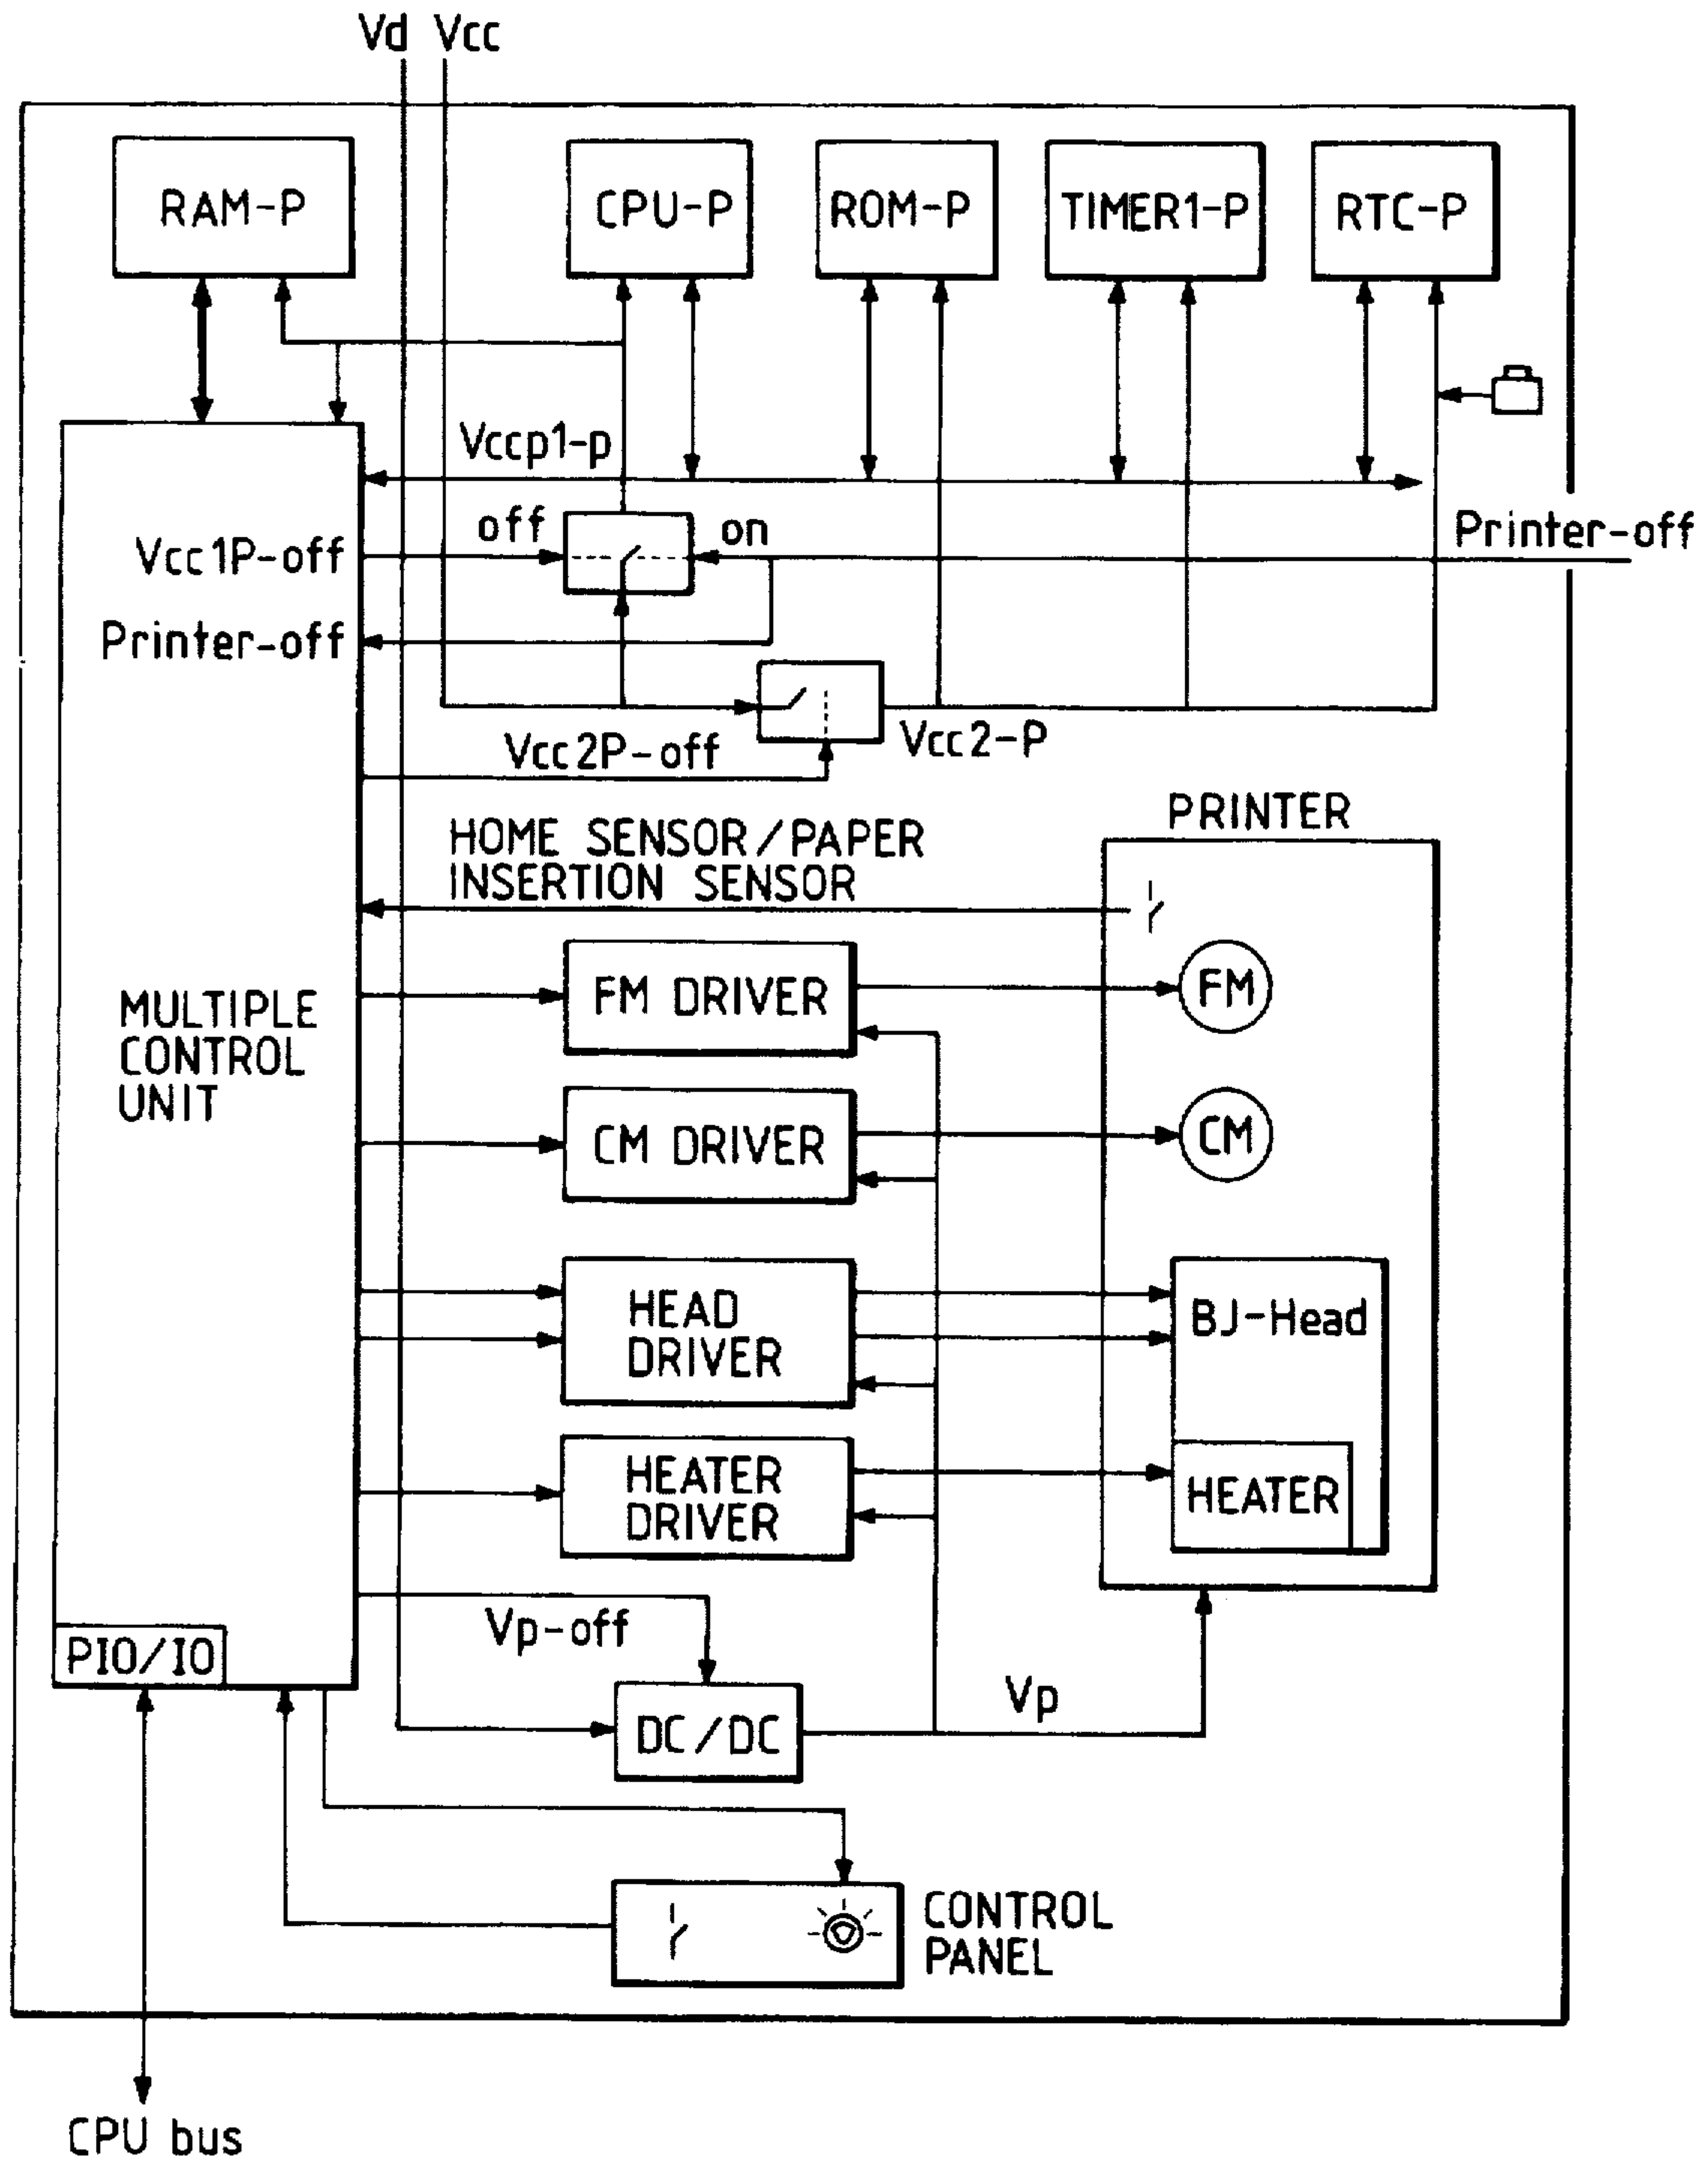 Vd Vcc
RAM-P
CPU-P
ROM-P
TIMER1-P
RTC-P
Vccp1-p
off
on
Printer-off
Vcc1P-off
Printer-off
Vcc2P-off
Vcc2-P
PRINTER
HOME SENSOR/PAPER
INSERTION SENSOR
MULTIPLE
CONTROL
UNIT
FM DRIVER
FM
CM DRIVER
CM
HEAD
DRIVER
BJ-Head
HEATER
DRIVER
HEATER
Vp-off
PIO/IO
DC/DC
Vp
CONTROL
PANEL
CPU bus